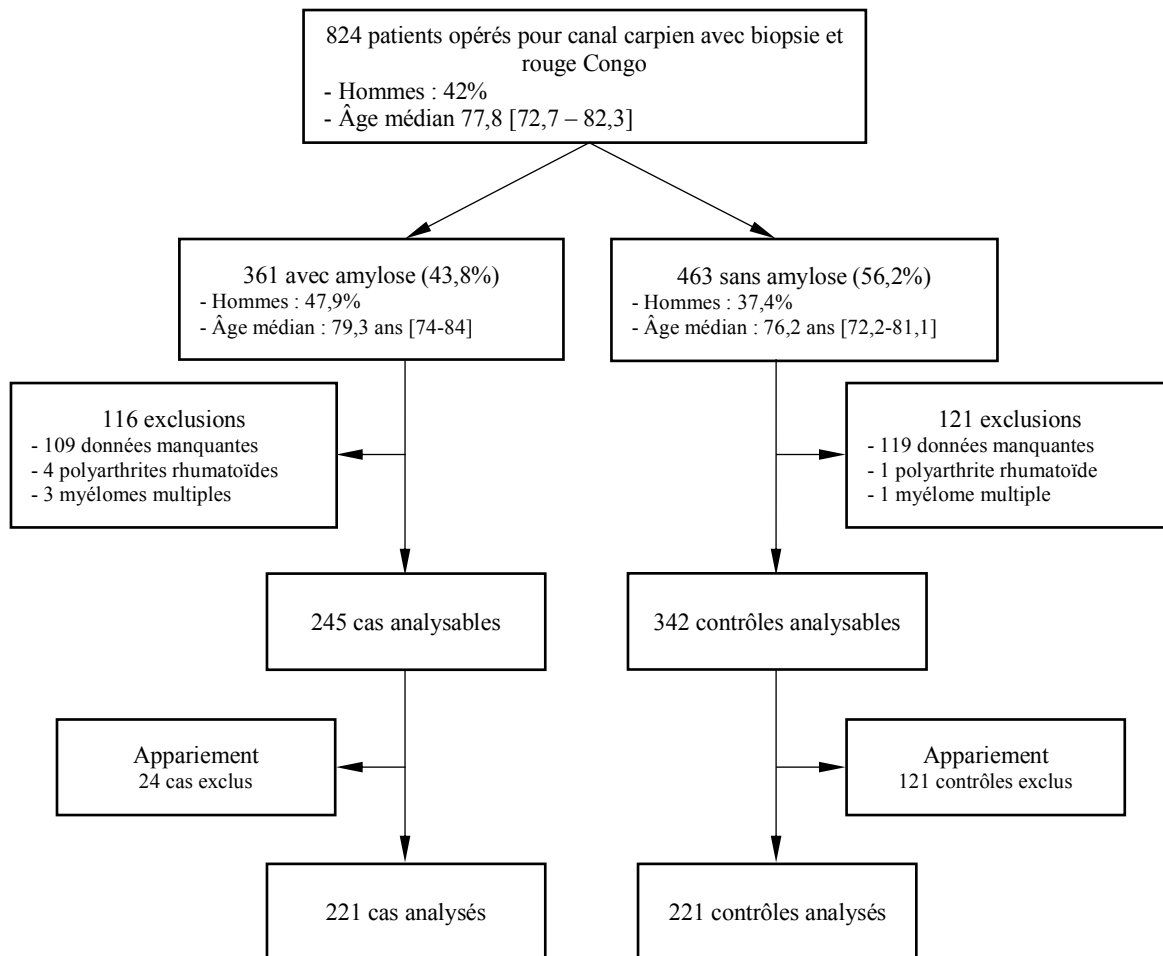 824 patients opérés pour canal carpien avec biopsie et
rouge Congo
- Hommes : 42%
- Âge médian 77,8 [72,7 – 82,3]
361 avec amylose (43,8%)
- Hommes : 47,9%
- Âge médian : 79,3 ans [74-84]
463 sans amylose (56,2%)
- Hommes : 37,4%
- Âge médian : 76,2 ans [72,2-81,1]
116 exclusions
- 109 données manquantes
- 4 polyarthrites rhumatoïdes
- 3 myélomes multiples
121 exclusions
- 119 données manquantes
- 1 polyarthrite rhumatoïde
- 1 myélome multiple
245 cas analysables
342 contrôles analysables
Appariement
24 cas exclus
Appariement
121 contrôles exclus
221 cas analysés
221 contrôles analysés